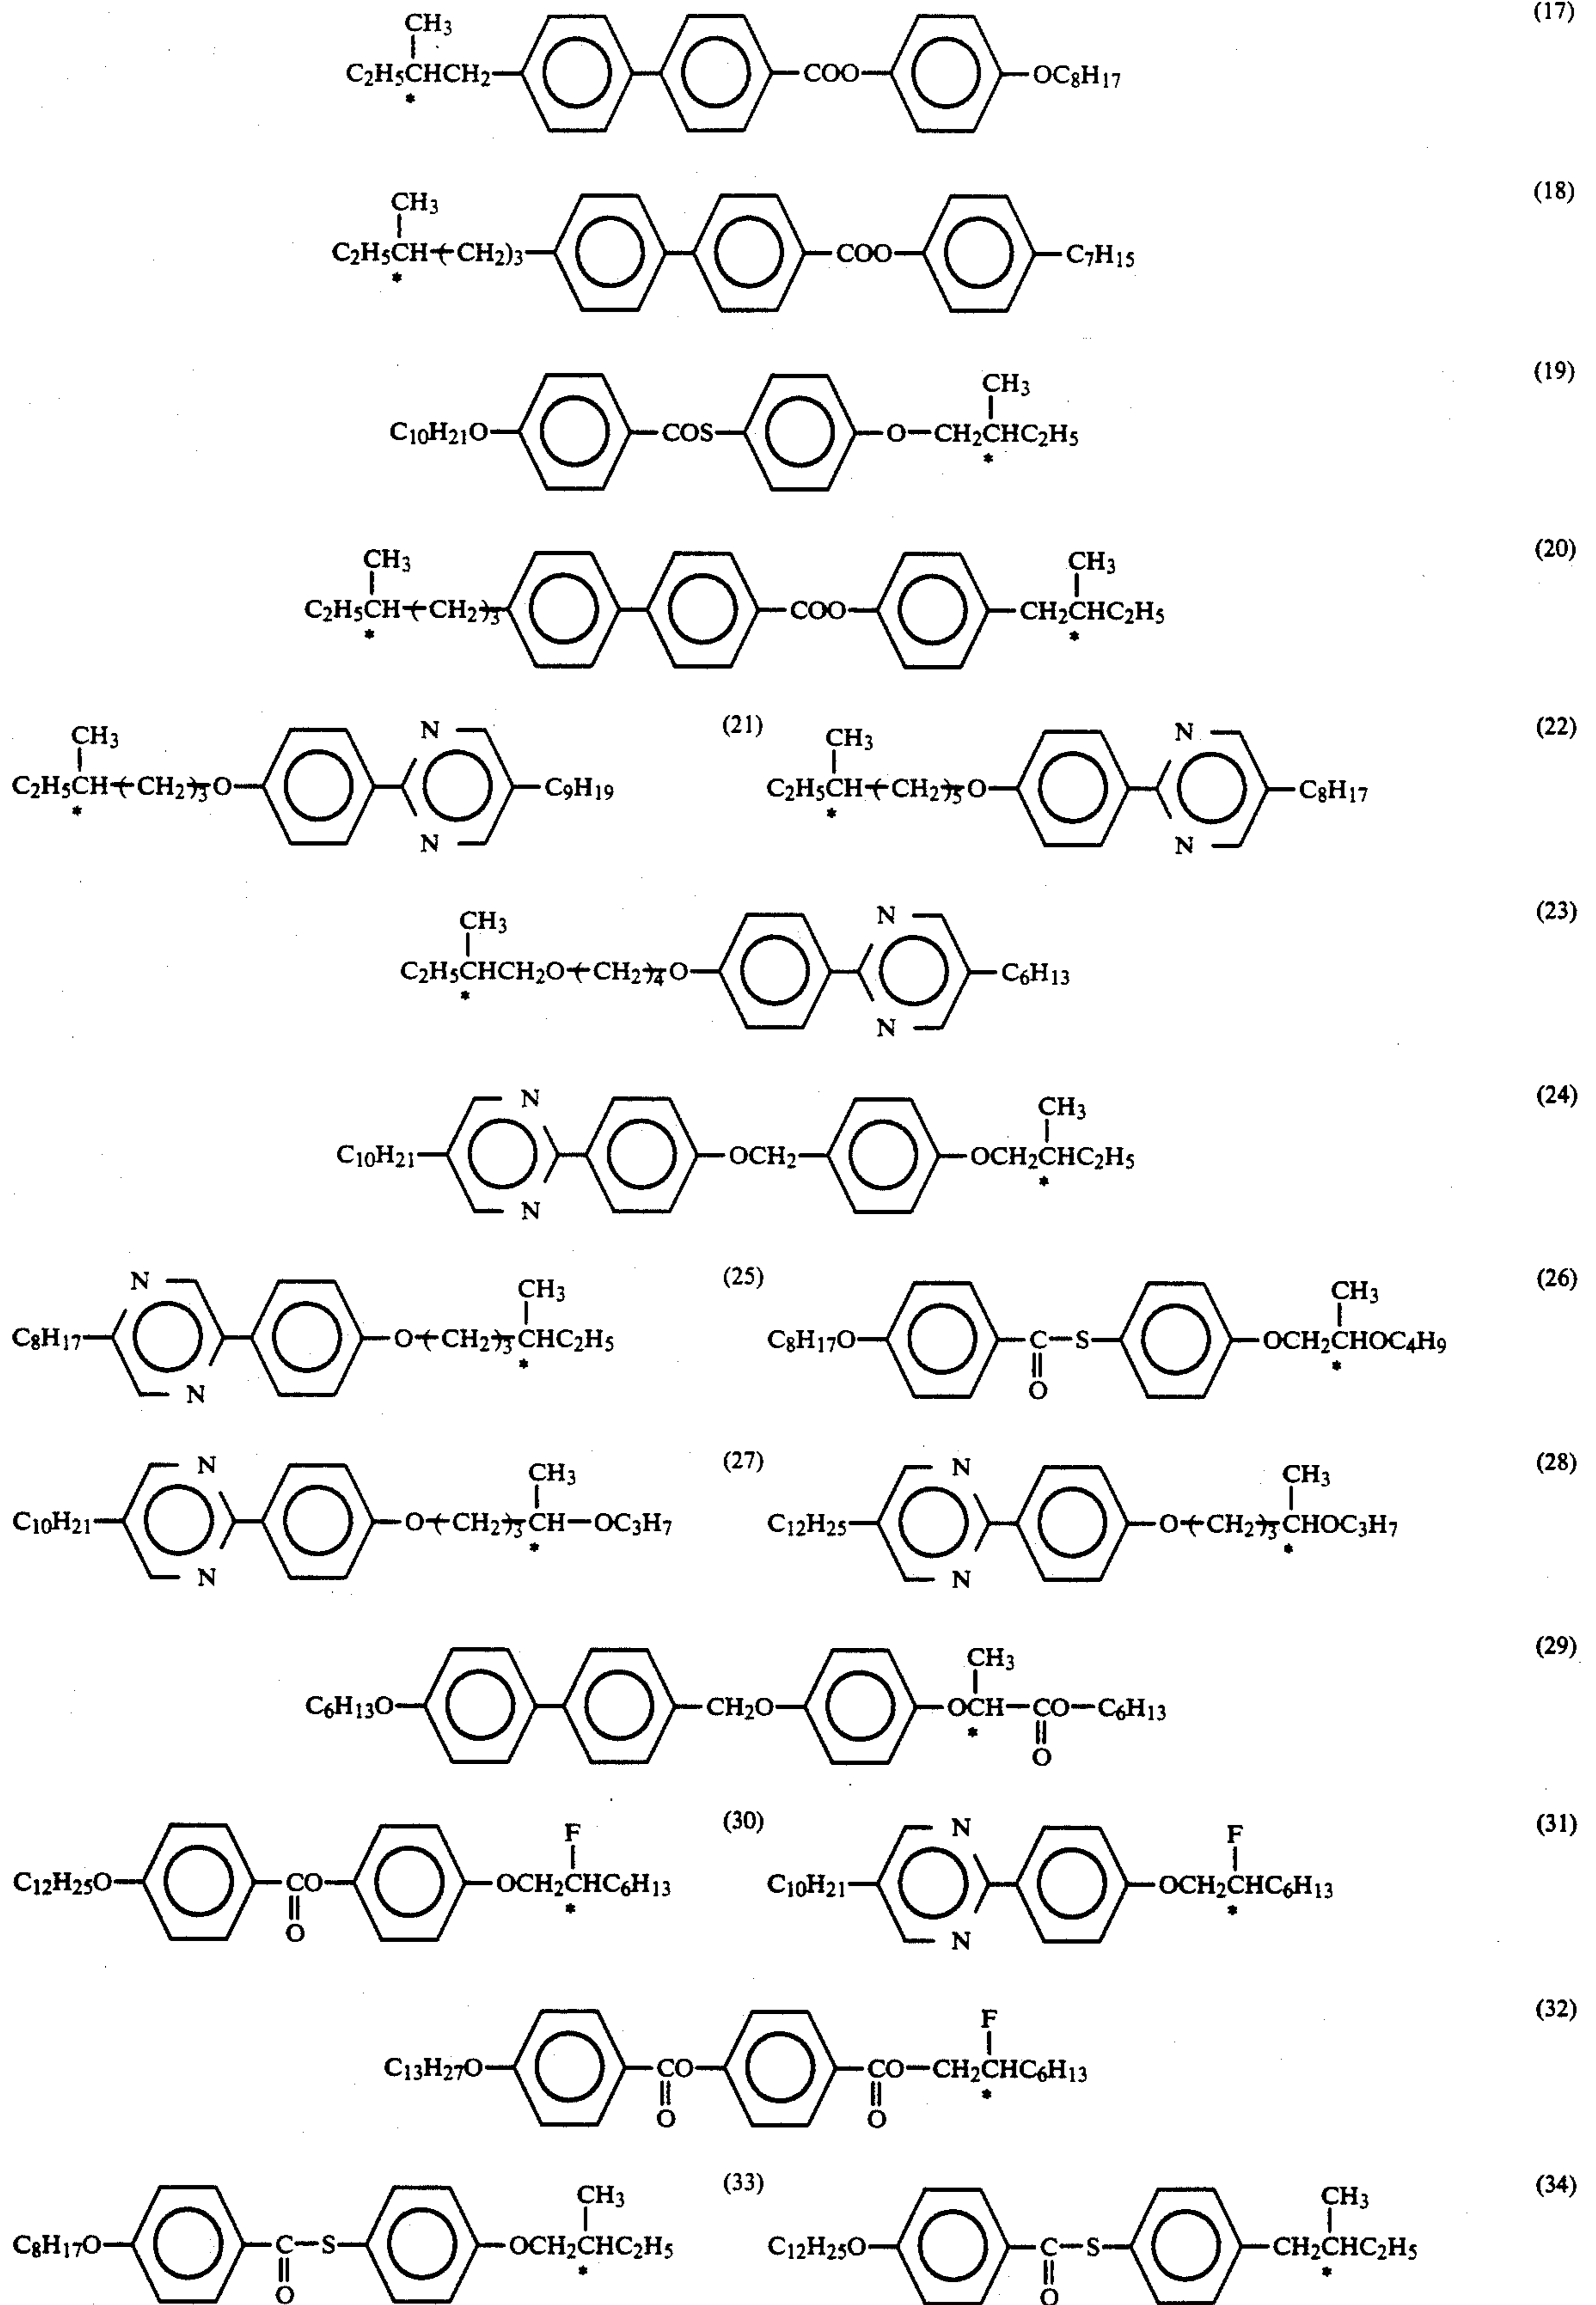 (17)
CH3
C2H5CHCH2 COO OC8H17
*
(18)
CH3
C2H5CH(CH2)3 COO C7H15
*
(19)
CH3
C10H21O COS O CH2CHC2H5
*
(20)
CH3 CH3
C2H5CH(CH2)3 COO CH2CHC2H5
* *
(21)
CH3 N
C2H5CH(CH2)3O C9H19
* N
(22)
CH3 N
C2H5CH(CH2)5O C8H17
* N
(23)
CH3 N
C2H5CHCH2O(CH2)4O C6H13
* N
(24)
N CH3
C10H21 OCH2 OCH2CHC2H5
N *
(25)
N CH3
C8H17 O(CH2)3CHC2H5
N *
(26)
CH3
C8H17O C S OCH2CHOC4H9
O *
(27)
N CH3
C10H21 O(CH2)3CH OC3H7
N *
(28)
N CH3
C12H25 O(CH2)3CHOC3H7
N *
(29)
CH3
C6H13O CH2O OCH CO C6H13
* O
(30)
F
C12H25O CO OCH2CHC6H13
O *
(31)
N F
C10H21 OCH2CHC6H13
N *
(32)
F
C13H27O CO CO CH2CHC6H13
O O *
(33)
CH3
C8H17O C S OCH2CHC2H5
O *
(34)
CH3
C12H25O C S CH2CHC2H5
O *